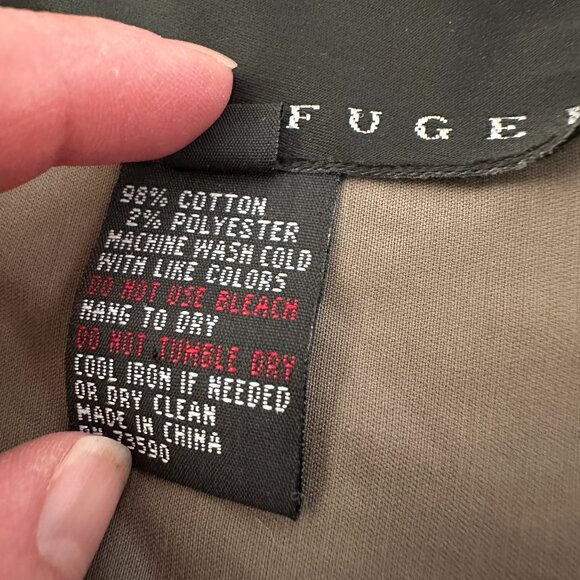 FUGE
98% COTTON
2% POLYESTER
MACHINE WASH COLD
WITH LIKE COLORS
DO NOT USE BLEACH
HANG TO DRY
DO NOT TUMBLE DRY
COOL IRON IF NEEDED
OR DRY CLEAN
MADE IN CHINA
RN 73590